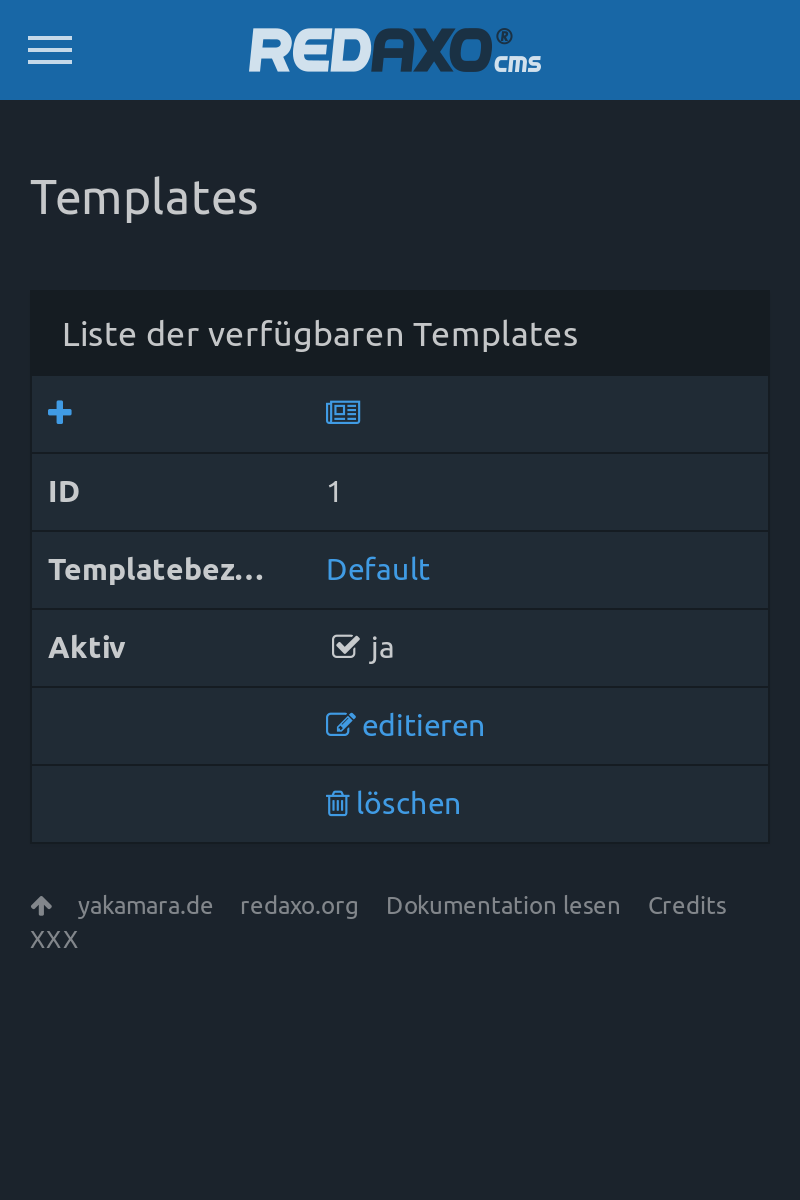 REDAXO® cms
Templates
Liste der verfügbaren Templates
ID 1
Templatebez… Default
Aktiv ja
editieren
löschen
yakamara.de redaxo.org Dokumentation lesen Credits
XXX